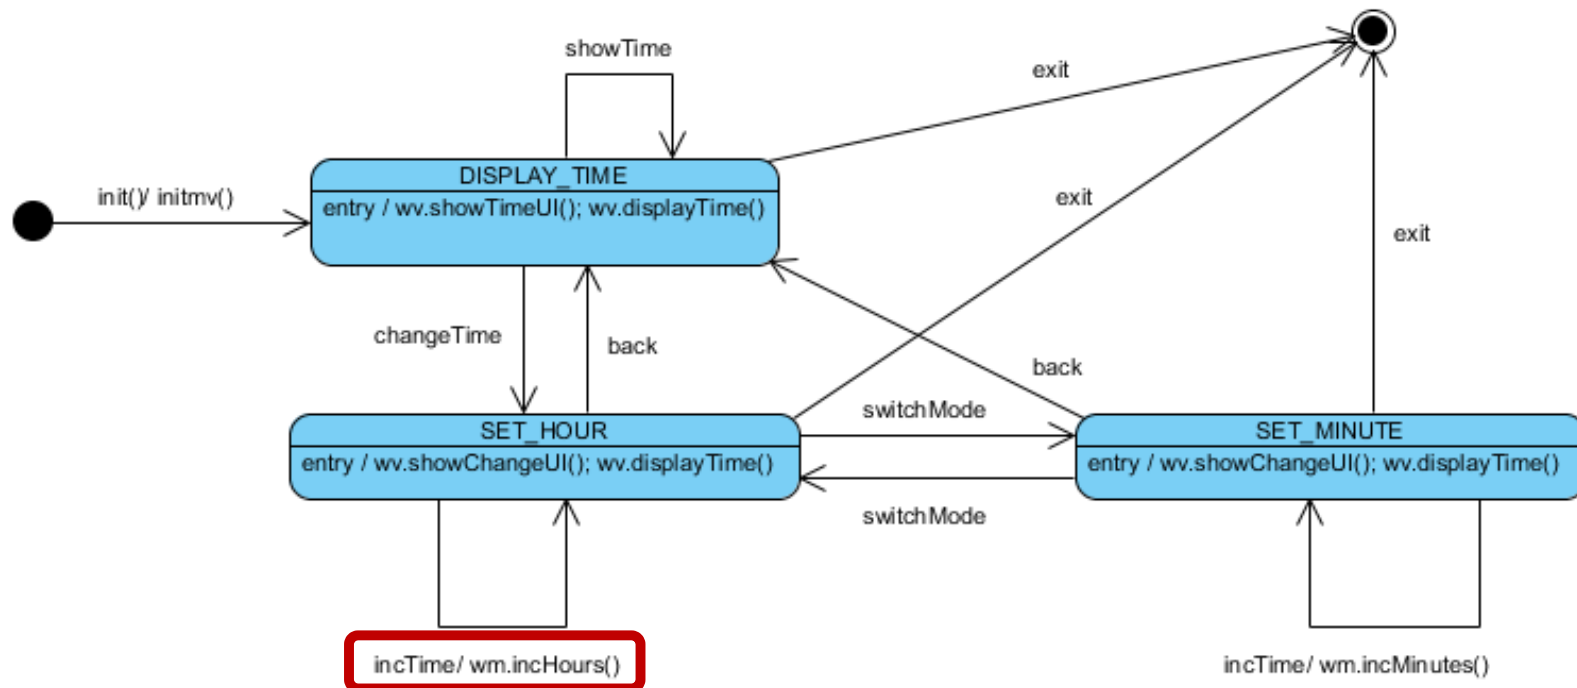 showTime
exit
DISPLAY_TIME
init()/ initmv()
entry / wv.showTimeUI(); wv.displayTime()
exit
exit
changeTime
back
back
switchMode
SET_HOUR
SET_MINUTE
entry / wv.showChangeUI(); wv.displayTime()
entry / wv.showChangeUI(); wv.displayTime()
switchMode
incTime/ wm.incHours()
incTime/ wm.incMinutes()